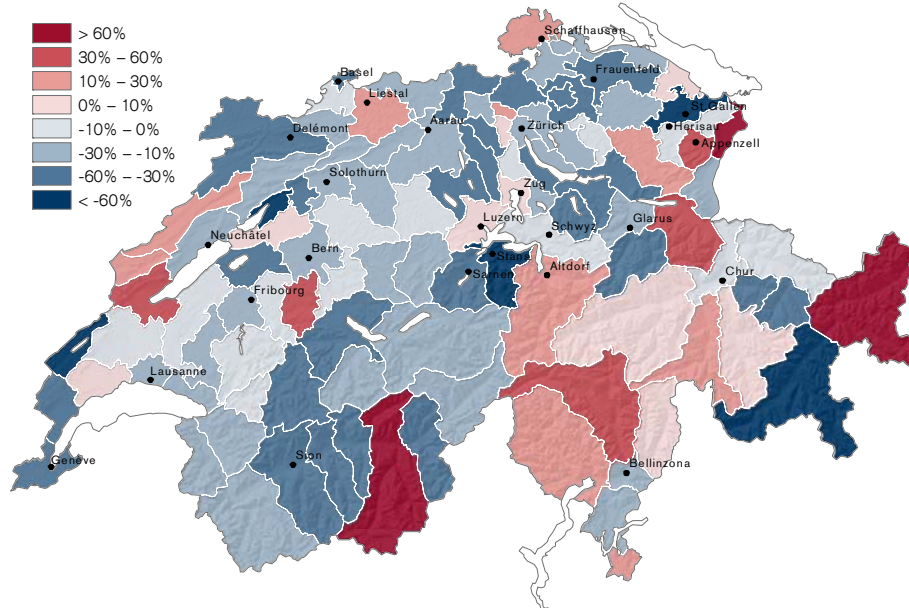 > 60%
30% – 60%
10% – 30%
0% – 10%
-10% – 0%
-30% – -10%
-60% – -30%
< -60%
Schaffhausen
Basel
Frauenfeld
Liestal
St.Gallen
Aarau
Zürich
Herisau
Delémont
Appenzell
Solothurn
Zug
Luzern
Glarus
Neuchâtel
Schwyz
Bern
Stans
Sarnen
Altdorf
Chur
Fribourg
Lausanne
Sion
Genève
Bellinzona